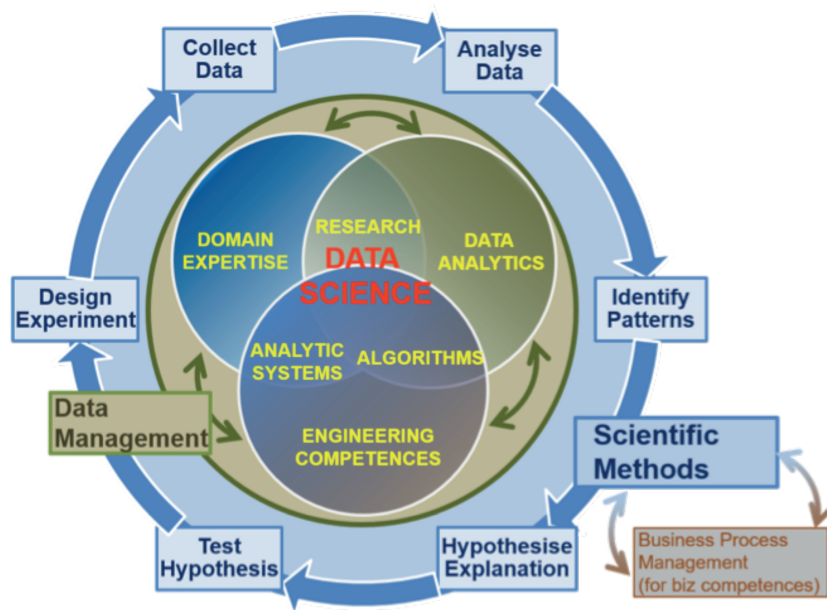 Collect
Data
Analyse
Data
RESEARCH
DOMAIN
EXPERTISE
DATA
ANALYTICS
DATA
SCIENCE
Design
Experiment
Identify
Patterns
ANALYTIC
SYSTEMS
ALGORITHMS
Data
Management
ENGINEERING
COMPETENCES
Scientific
Methods
Test
Hypothesis
Hypothesise
Explanation
Business Process
Management
(for biz competences)